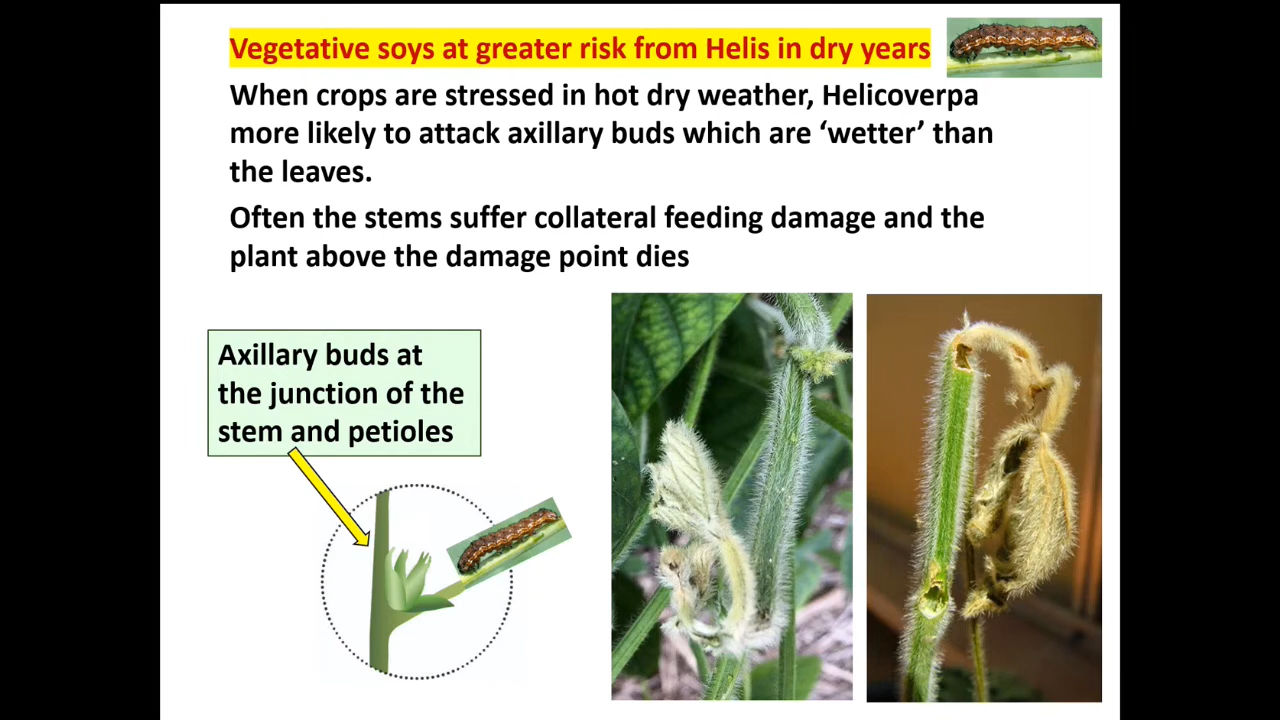 Vegetative soys at greater risk from Helis in dry years
When crops are stressed in hot dry weather, Helicoverpa
more likely to attack axillary buds which are ‘wetter’ than
the leaves.
Often the stems suffer collateral feeding damage and the
plant above the damage point dies
Axillary buds at
the junction of the
stem and petioles